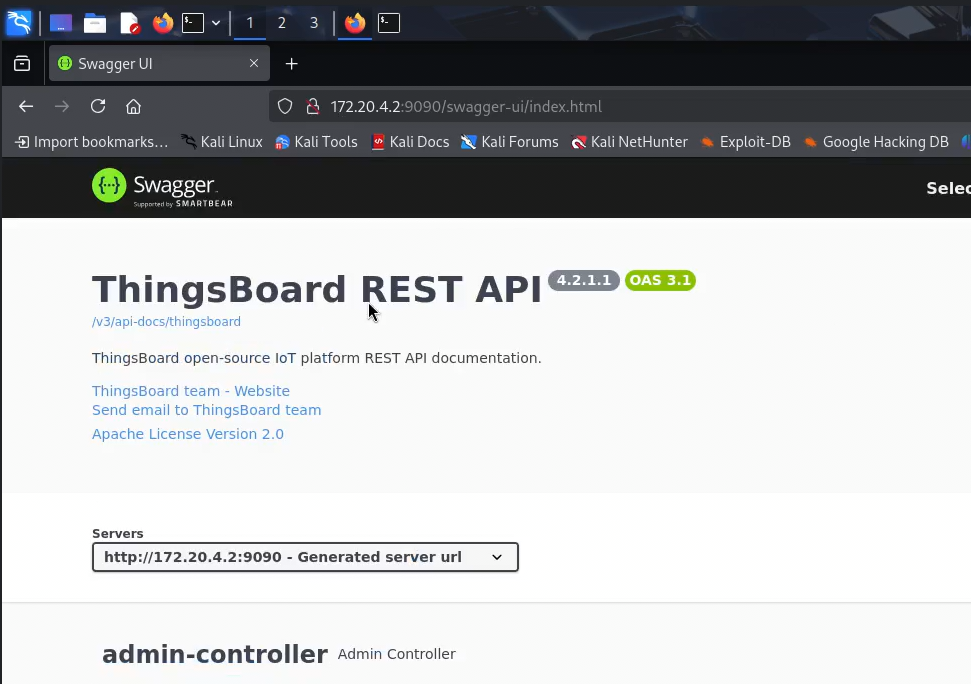 1 2 3
Swagger UI
172.20.4.2:9090/swagger-ui/index.html
Import bookmarks… Kali Linux Kali Tools Kali Docs Kali Forums Kali NetHunter Exploit-DB Google Hacking DB
Swagger
Supported by SMARTBEAR
Selec
ThingsBoard REST API 4.2.1.1 OAS 3.1
/v3/api-docs/thingsboard
ThingsBoard open-source IoT platform REST API documentation.
ThingsBoard team - Website
Send email to ThingsBoard team
Apache License Version 2.0
Servers
http://172.20.4.2:9090 - Generated server url
admin-controller Admin Controller